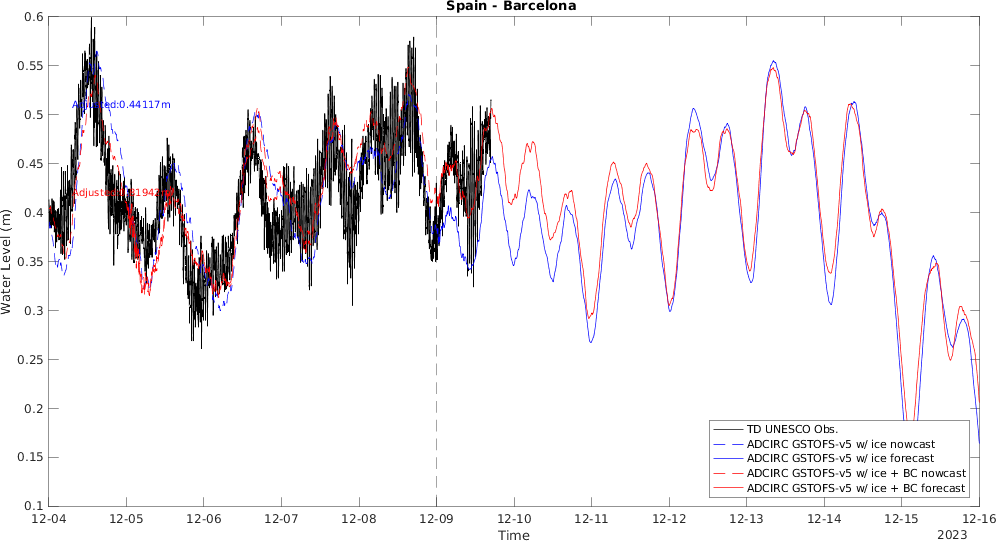 Spain - Barcelona
0.6
0.55
0.5
0.45
0.4
0.35
0.3
0.25
0.2
0.15
0.1
Water Level (m)
Adjusted:0.44117m
TD UNESCO Obs.
ADCIRC GSTOFS-v5 w/ ice nowcast
ADCIRC GSTOFS-v5 w/ ice forecast
ADCIRC GSTOFS-v5 w/ ice + BC nowcast
ADCIRC GSTOFS-v5 w/ ice + BC forecast
12-04 12-05 12-06 12-07 12-08 12-09 12-10 12-11 12-12 12-13 12-14 12-15 12-16
Time
2023